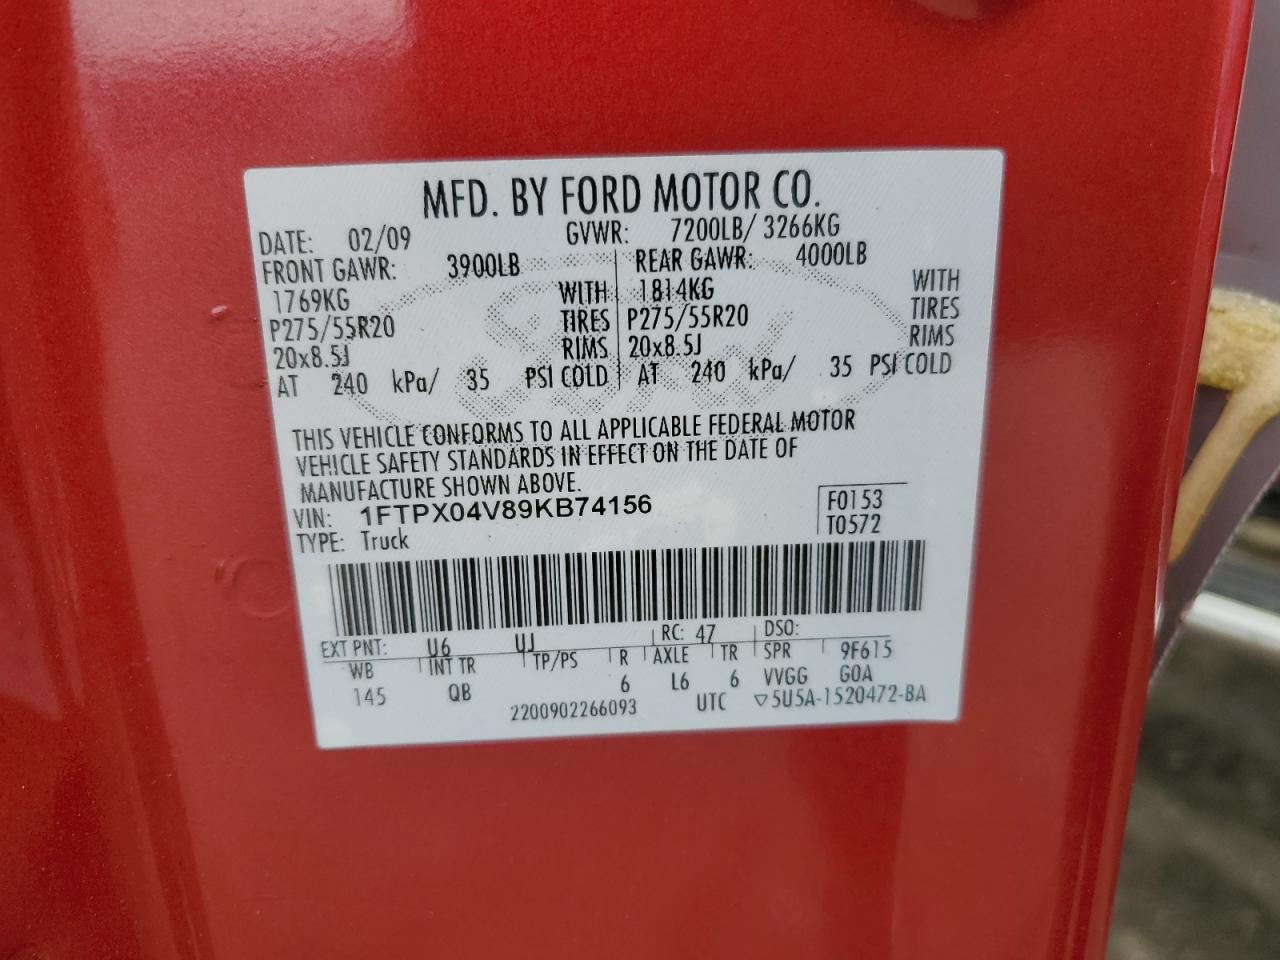 MFD. BY FORD MOTOR CO.
DATE: 02/09 GVWR: 7200LB/ 3266KG
FRONT GAWR: 3900LB REAR GAWR: 4000LB
1769KG WITH 1814KG WITH
P275/55R20 TIRES P275/55R20 TIRES
20x8.5J RIMS 20x8.5J RIMS
AT 240 kPa/ 35 PSI COLD AT 240 kPa/ 35 PSI COLD
THIS VEHICLE CONFORMS TO ALL APPLICABLE FEDERAL MOTOR
VEHICLE SAFETY STANDARDS IN EFFECT ON THE DATE OF
MANUFACTURE SHOWN ABOVE.
VIN: 1FTPX04V89KB74156 F0153
TYPE: Truck T0572
EXT PNT: U6 UJ RC: 47 DSO:
WB INT TR TP/PS R AXLE TR SPR 9F615
145 QB 6 L6 6 VVGG GOA
2200902266093 UTC ▽5U5A-1520472-BA
Ford